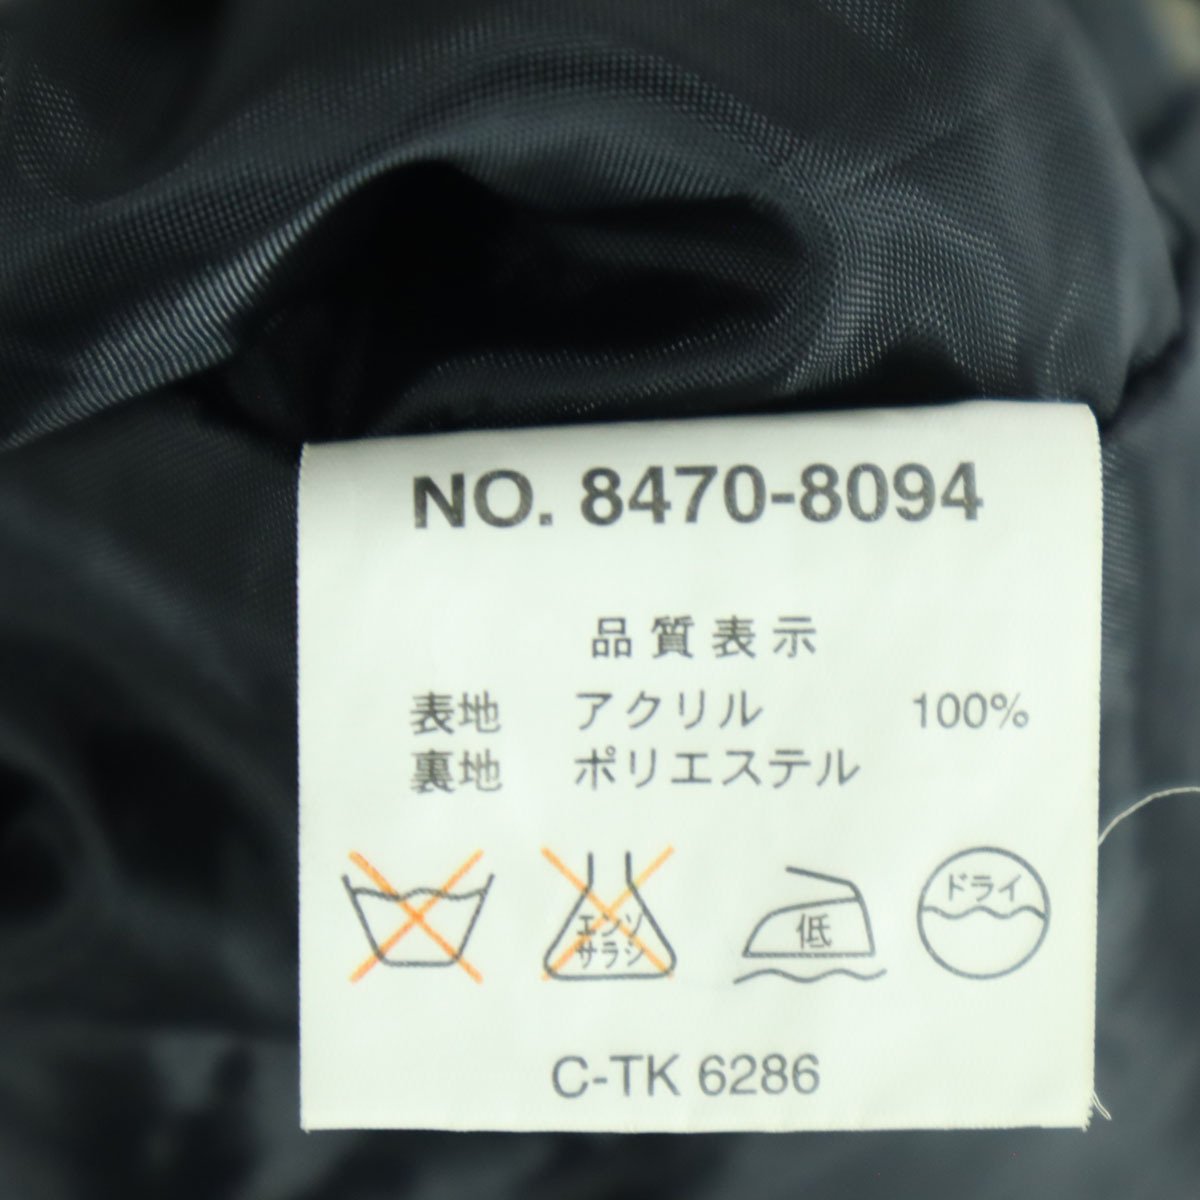 NO. 8470-8094
品質表示
表地 アクリル 100%
裏地 ポリエステル
エンソ
サラシ
低
ドライ
C-TK 6286